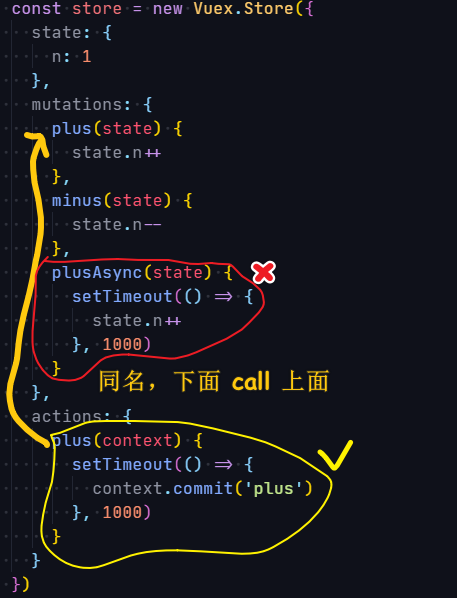 const store = new Vuex.Store({
state: {
n: 1
},
mutations: {
plus(state) {
state.n++
},
minus(state) {
state.n--
},
plusAsync(state) {
setTimeout(() => {
state.n++
}, 1000)
}
同名，下面 call 上面
},
actions: {
plus(context) {
setTimeout(() => {
context.commit('plus')
}, 1000)
}
}
})